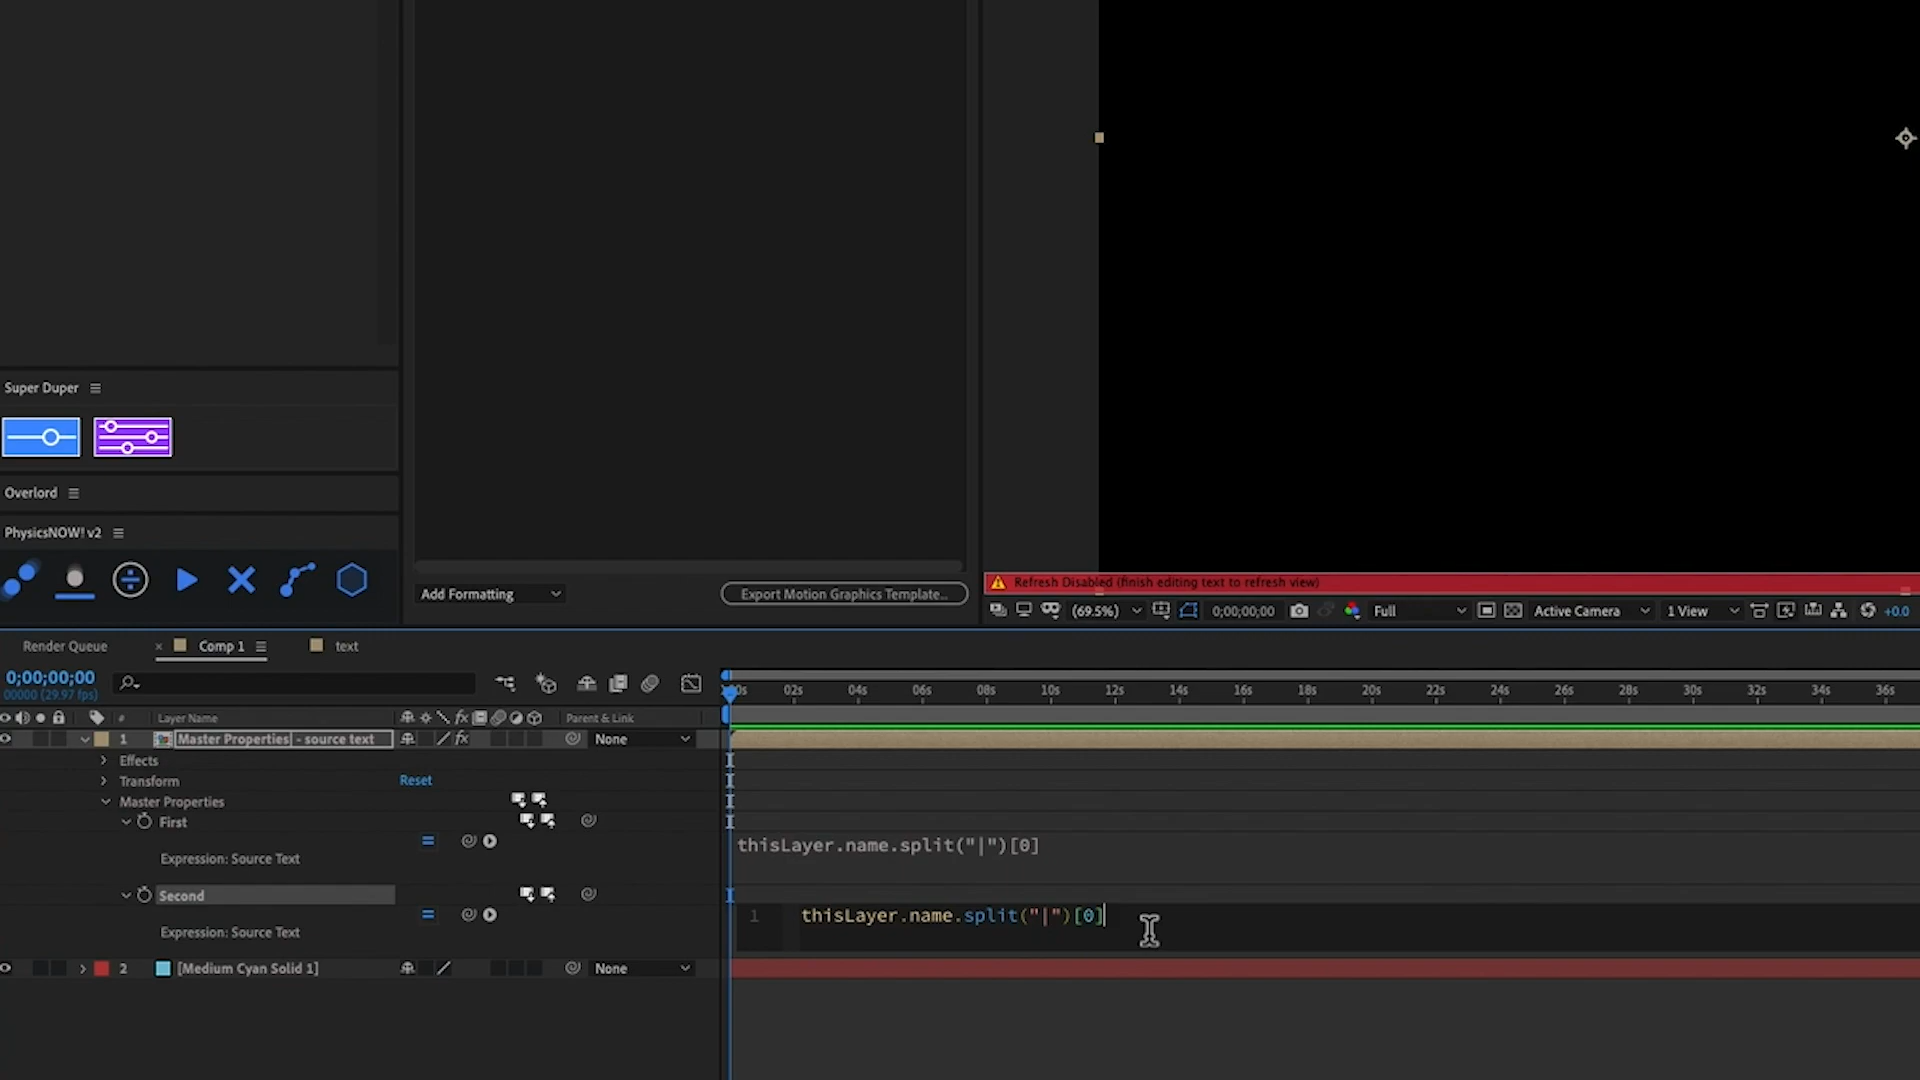 Super Duper
Overlord
PhysicsNOW! v2
Add Formatting
Export Motion Graphics Template...
Refresh Disabled (finish editing text to refresh view)
(69.5%) 0;00;00;00 Full Active Camera 1 View +0.0
Render Queue × Comp 1 text
0;00;00;00
00000 (29.97 fps)
00s 02s 04s 06s 08s 10s 12s 14s 16s 18s 20s 22s 24s 26s 28s 30s 32s 34s 36s
# Layer Name fx Parent & Link
1 Master Properties| - source text fx None
Effects
Transform Reset
Master Properties
First
thisLayer.name.split("|")[0]
Expression: Source Text
Second
1 thisLayer.name.split("|")[0]
Expression: Source Text
2 [Medium Cyan Solid 1] None